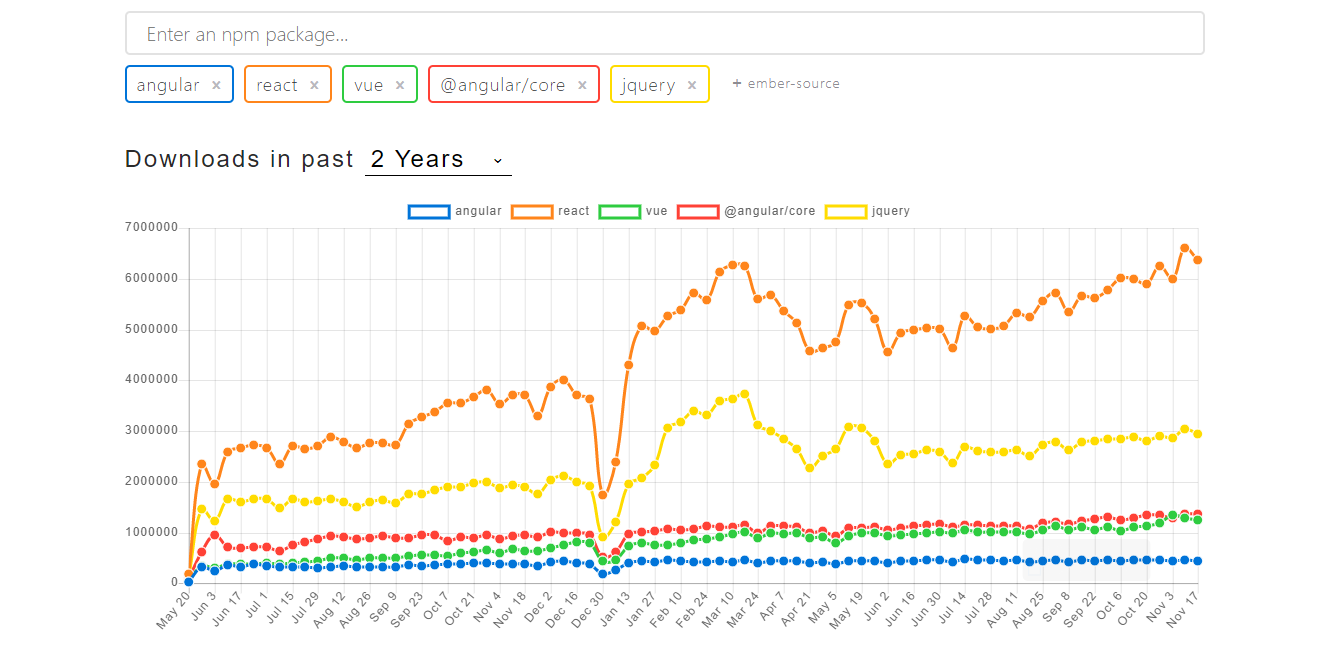 Enter an npm package...
angular × react × vue × @angular/core × jquery × + ember-source
Downloads in past 2 Years
angular react vue @angular/core jquery
7000000
6000000
5000000
4000000
3000000
2000000
1000000
0
May 20 Jun 3 Jun 17 Jul 1 Jul 15 Jul 29 Aug 12 Aug 26 Sep 9 Sep 23 Oct 7 Oct 21 Nov 4 Nov 18 Dec 2 Dec 16 Dec 30 Jan 13 Jan 27 Feb 10 Feb 24 Mar 10 Mar 24 Apr 7 Apr 21 May 5 May 19 Jun 2 Jun 16 Jun 30 Jul 14 Jul 28 Aug 11 Aug 25 Sep 8 Sep 22 Oct 6 Oct 20 Nov 3 Nov 17